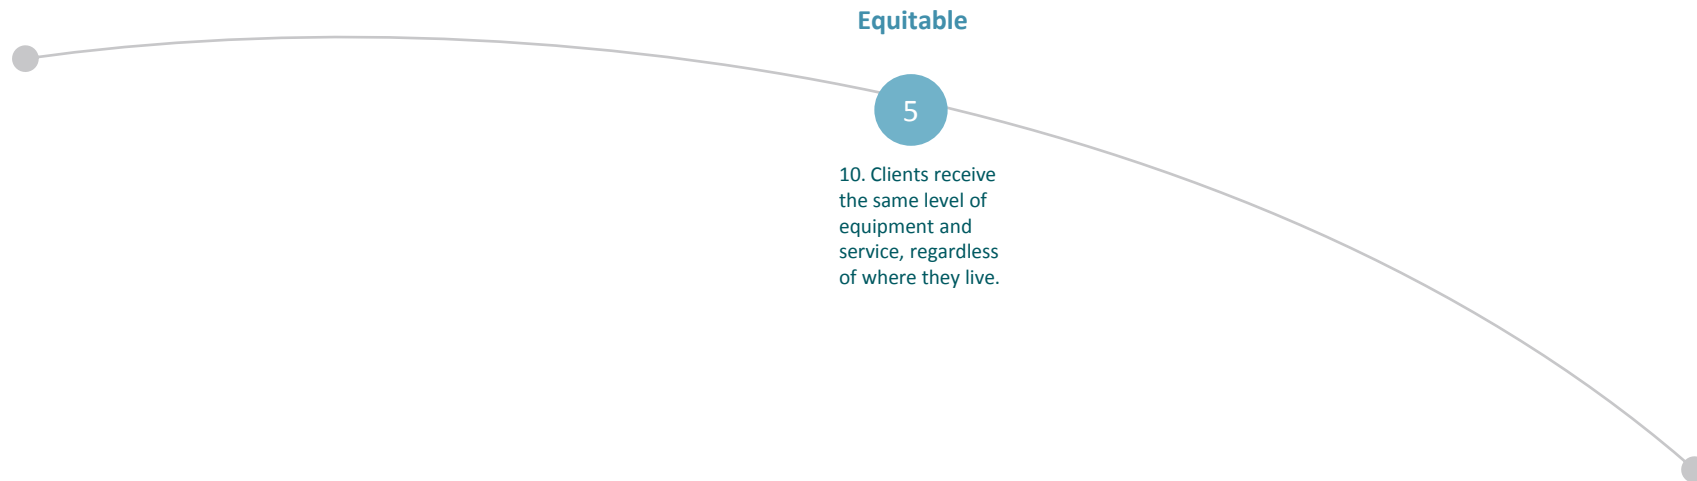 Equitable
5
10. Clients receive
the same level of
equipment and
service, regardless
of where they live.